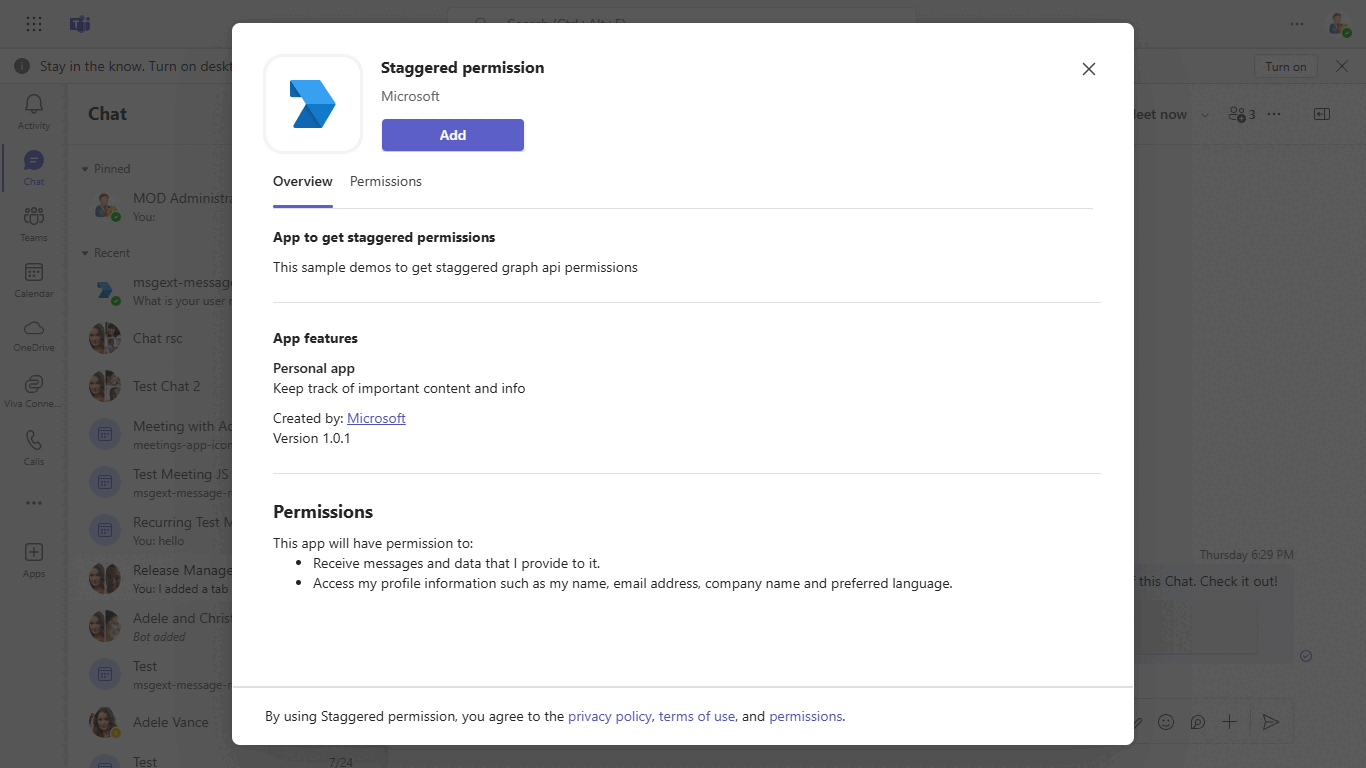 Search (Ctrl+Alt+E)
Stay in the know. Turn on deskt
Turn on
Activity
Chat
Teams
Calendar
OneDrive
Viva Conne...
Calls
Apps
Chat
Pinned
MOD Administra
You:
Recent
msgext-message
What is your user
Chat rsc
Test Chat 2
Meeting with Ad
meetings-app-icon
Test Meeting JS
msgext-message-r
Recurring Test M
You: hello
Release Manage
You: I added a tab
Adele and Christ
Bot added
Test
msgext-message-r
Adele Vance
Test
7/24
Staggered permission
Microsoft
Add
Overview
Permissions
App to get staggered permissions
This sample demos to get staggered graph api permissions
App features
Personal app
Keep track of important content and info
Created by: Microsoft
Version 1.0.1
Permissions
This app will have permission to:
• Receive messages and data that I provide to it.
• Access my profile information such as my name, email address, company name and preferred language.
By using Staggered permission, you agree to the privacy policy, terms of use, and permissions.
eet now
3
Thursday 6:29 PM
f this Chat. Check it out!